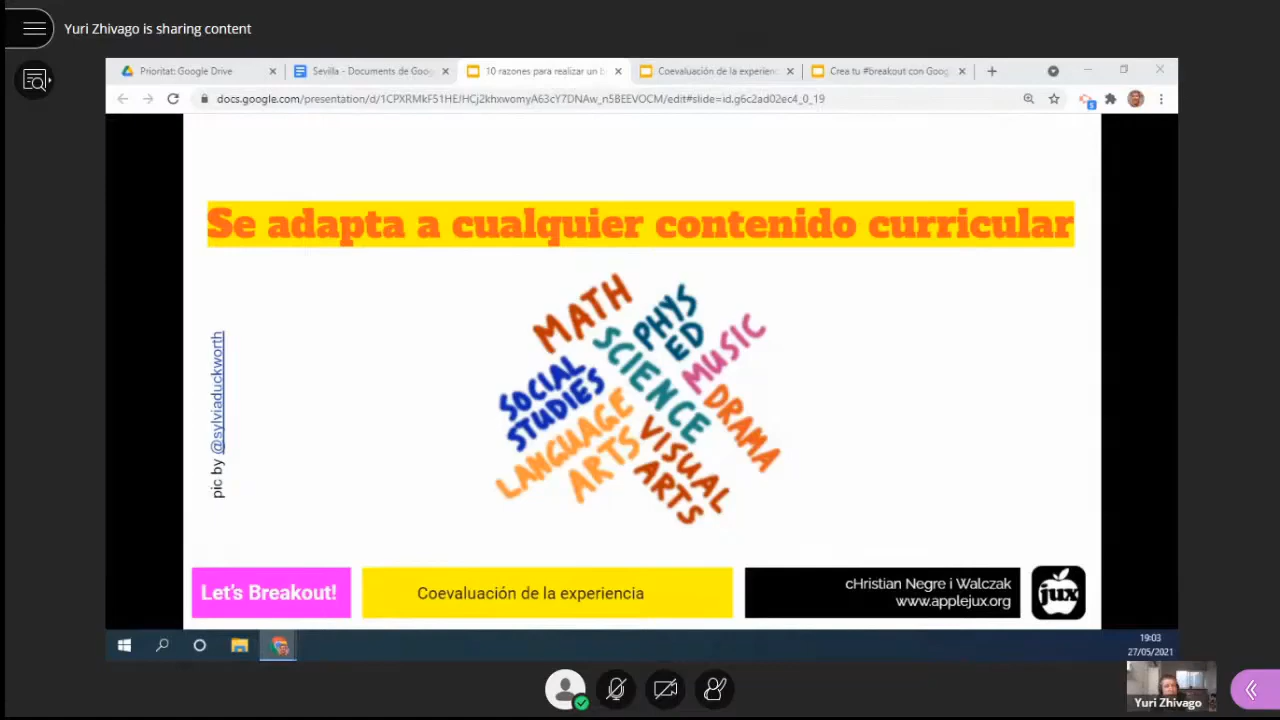 Yuri Zhivago is sharing content
Prioritat: Google Drive
Sevilla - Documents de Goog
10 razones para realizar un b
Coevaluación de la experienc
Crea tu #breakout con Goog
docs.google.com/presentation/d/1CPXRMkF51HEJHCj2khxwomyA63cY7DNAw_n5BEEVOCM/edit#slide=id.g6c2ad02ec4_0_19
Se adapta a cualquier contenido curricular
MATH
PHYS
ED
SCIENCE
MUSIC
SOCIAL
STUDIES
DRAMA
LANGUAGE
ARTS
VISUAL
ARTS
pic by @sylviaduckworth
Let's Breakout!
Coevaluación de la experiencia
cHristian Negre i Walczak
www.applejux.org
jux
19:03
27/05/2021
Yuri Zhivago